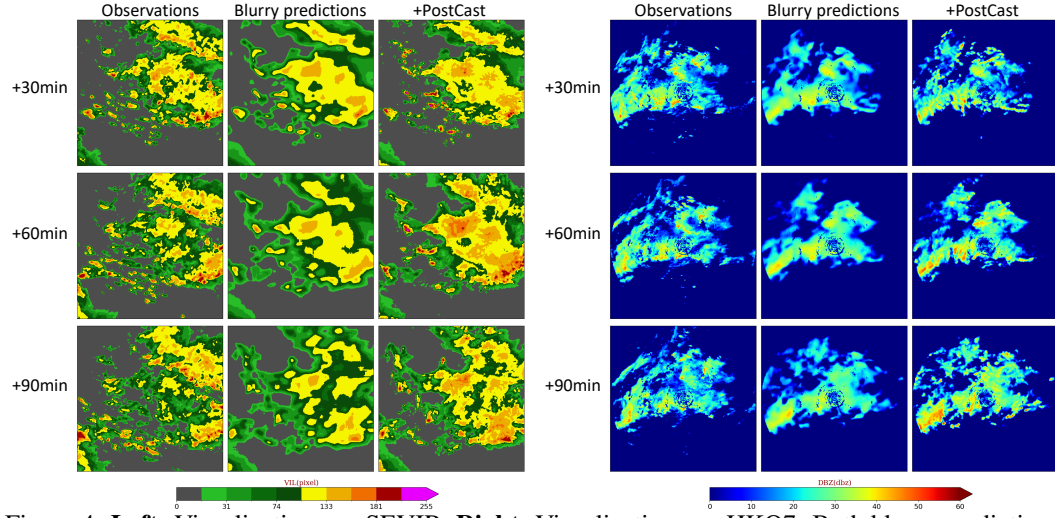 Observations Blurry predictions +PostCast Observations Blurry predictions +PostCast
+30min +30min
+60min +60min
+90min +90min
VIL(pixel) DBZ(dbz)
0 31 74 133 181 255 0 10 20 30 40 50 60